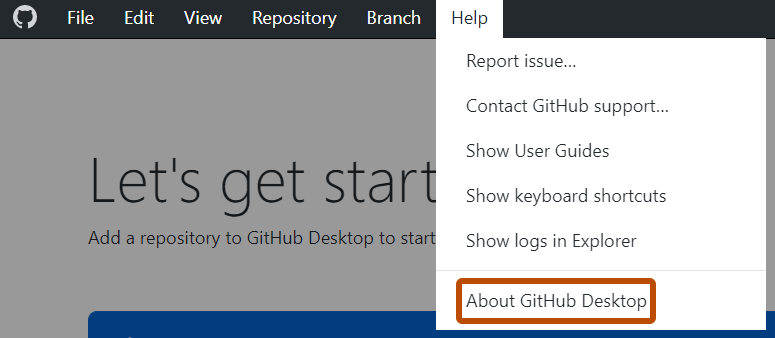 File Edit View Repository Branch Help
Report issue...
Contact GitHub support...
Show User Guides
Show keyboard shortcuts
Show logs in Explorer
About GitHub Desktop
Let's get start
Add a repository to GitHub Desktop to start